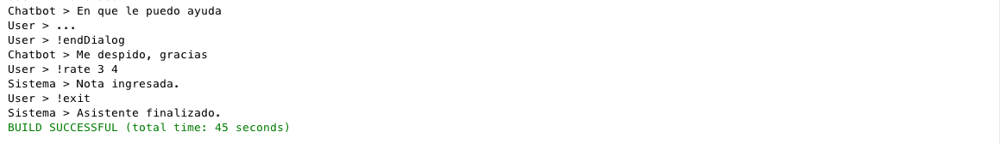 Chatbot > En que le puedo ayuda
User > ...
User > !endDialog
Chatbot > Me despido, gracias
User > !rate 3 4
Sistema > Nota ingresada.
User > !exit
Sistema > Asistente finalizado.
BUILD SUCCESSFUL (total time: 45 seconds)